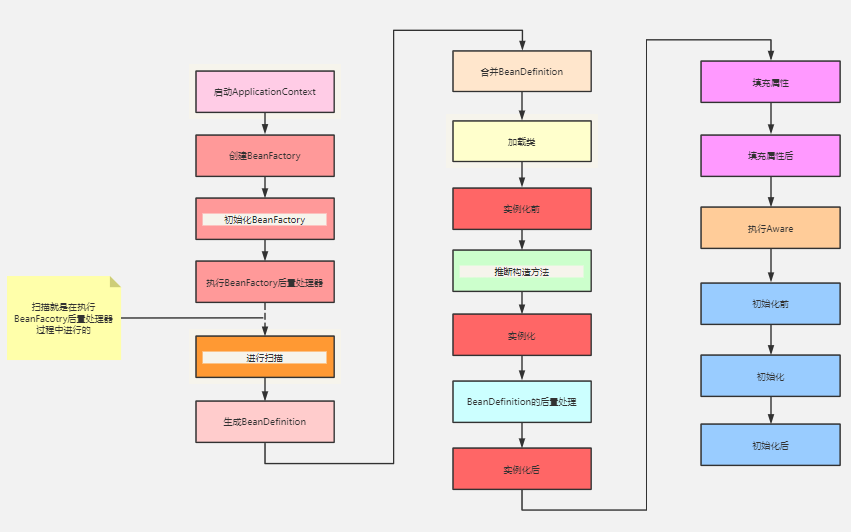 启动ApplicationContext
创建BeanFactory
初始化BeanFactory
执行BeanFactory后置处理器
扫描就是在执行
BeanFacotry后置处理器
过程中进行的
进行扫描
生成BeanDefinition
合并BeanDefinition
加载类
实例化前
推断构造方法
实例化
BeanDefinition的后置处理
实例化后
填充属性
填充属性后
执行Aware
初始化前
初始化
初始化后